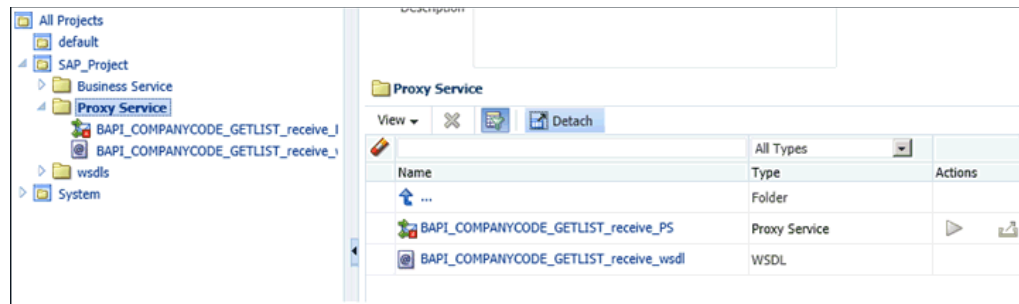 All Projects
default
SAP_Project
Business Service
Proxy Service
BAPI_COMPANYCODE_GETLIST_receive_
BAPI_COMPANYCODE_GETLIST_receive_
wsdls
System
Description
Proxy Service
View Detach
All Types
Name Type Actions
... Folder
BAPI_COMPANYCODE_GETLIST_receive_PS Proxy Service
BAPI_COMPANYCODE_GETLIST_receive_wsdl WSDL